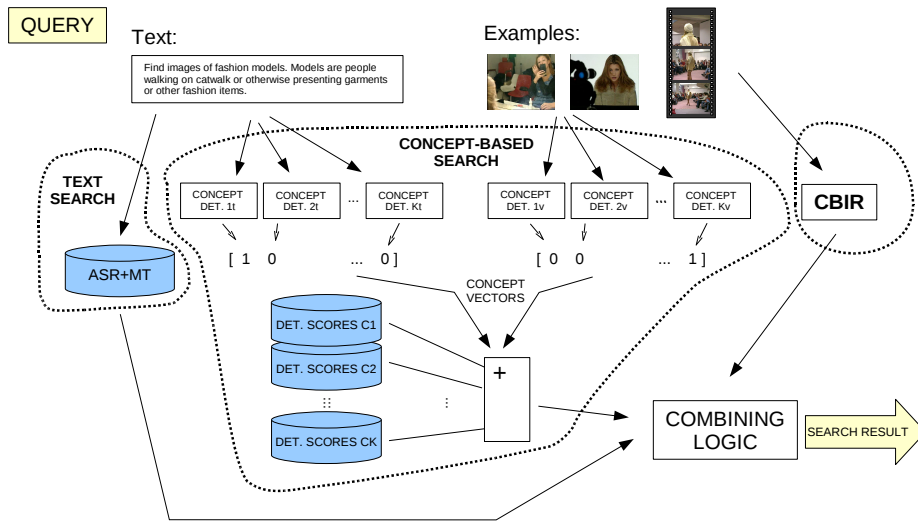 QUERY
Text:
Examples:
Find images of fashion models. Models are people
walking on catwalk or otherwise presenting garments
or other fashion items.
CONCEPT-BASED
SEARCH
TEXT
SEARCH
CONCEPT
DET. 1t
CONCEPT
DET. 2t
...
CONCEPT
DET. Kt
CONCEPT
DET. 1v
CONCEPT
DET. 2v
...
CONCEPT
DET. Kv
CBIR
[ 1 0 ... 0 ]
[ 0 0 ... 1 ]
ASR+MT
CONCEPT
VECTORS
DET. SCORES C1
DET. SCORES C2
DET. SCORES CK
+
COMBINING
LOGIC
SEARCH RESULT